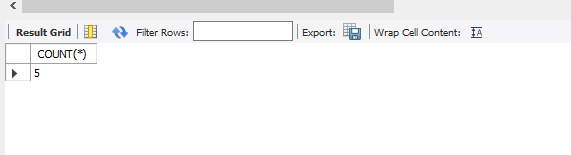 Result Grid Filter Rows: Export: Wrap Cell Content:
COUNT(*)
5